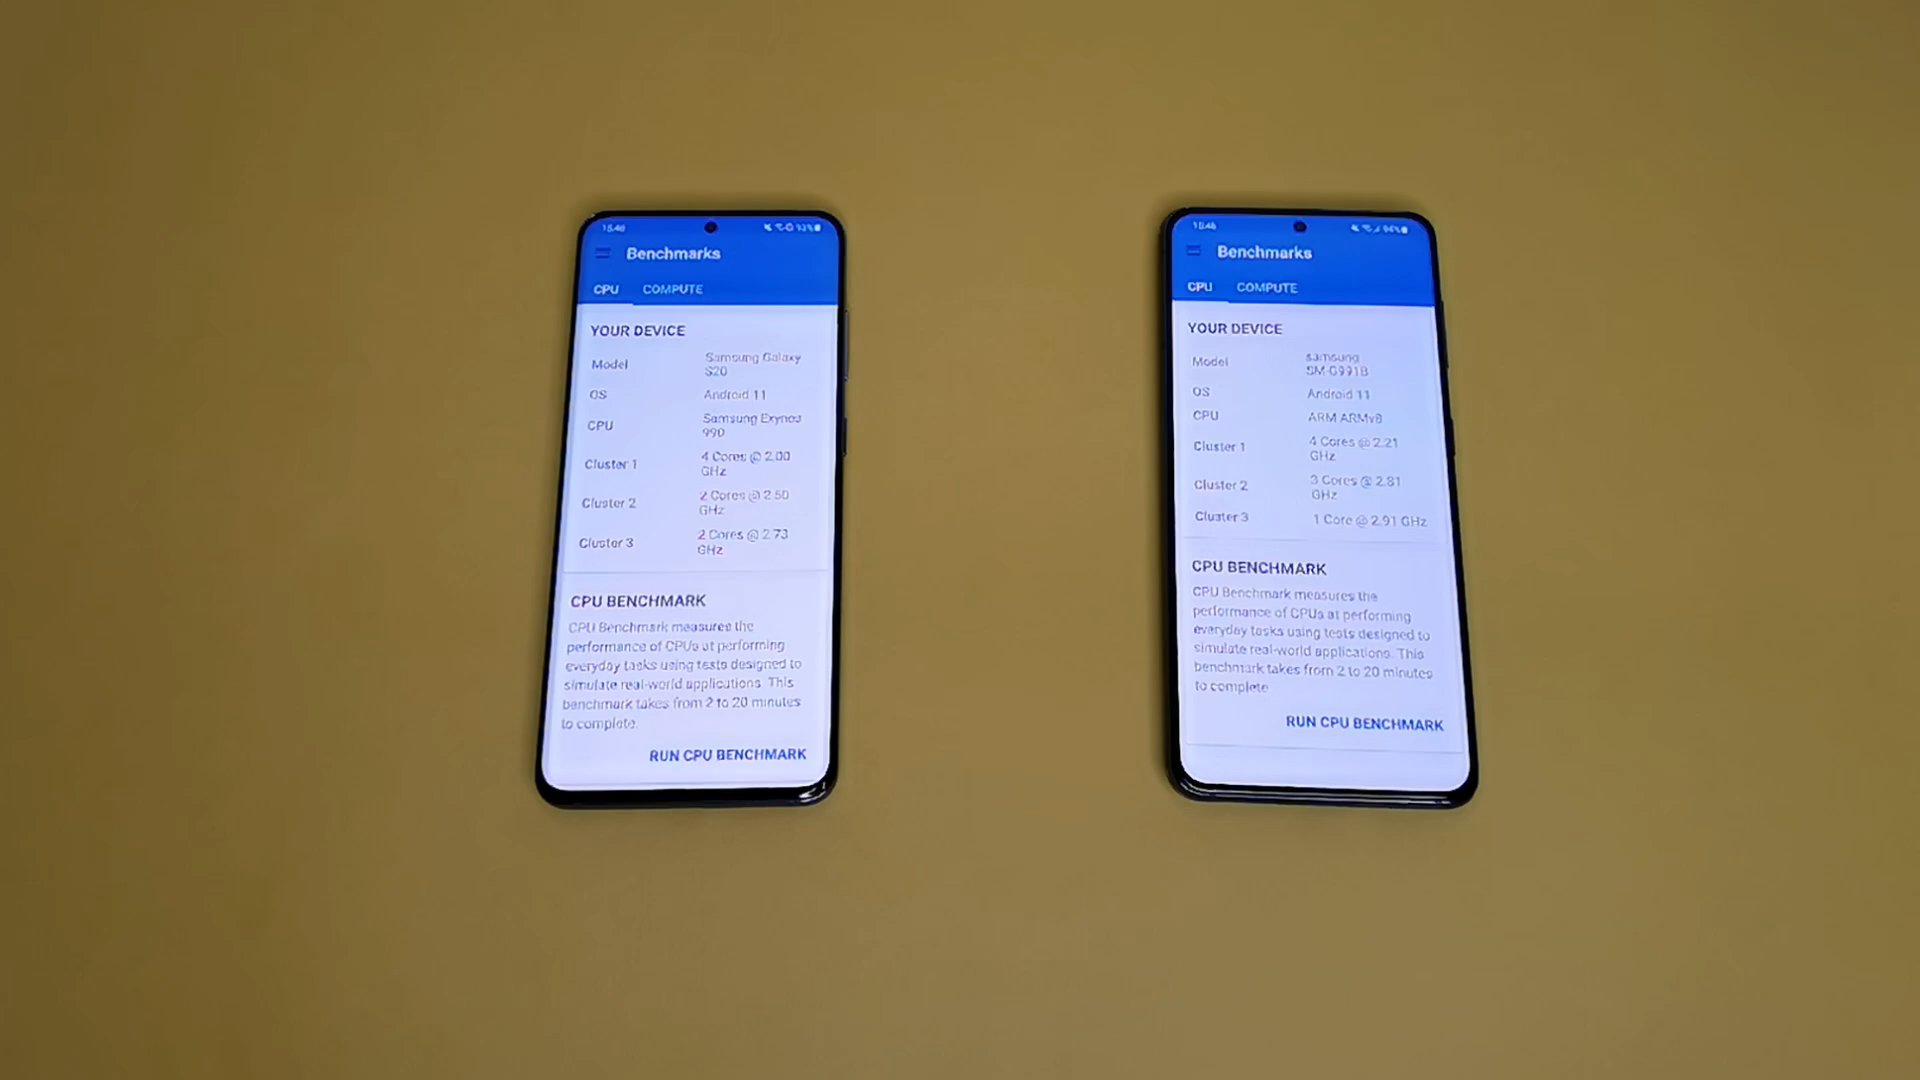 15:46
93%
Benchmarks
CPU COMPUTE
YOUR DEVICE
Model Samsung Galaxy
S20
OS Android 11
CPU Samsung Exynos
990
Cluster 1 4 Cores @ 2.00
GHz
Cluster 2 2 Cores @ 2.50
GHz
Cluster 3 2 Cores @ 2.73
GHz
CPU BENCHMARK
CPU Benchmark measures the
performance of CPUs at performing
everyday tasks using tests designed to
simulate real-world applications. This
benchmark takes from 2 to 20 minutes
to complete.
RUN CPU BENCHMARK
15:46
94%
Benchmarks
CPU COMPUTE
YOUR DEVICE
Model samsung
SM-G991B
OS Android 11
CPU ARM ARMv8
Cluster 1 4 Cores @ 2.21
GHz
Cluster 2 3 Cores @ 2.81
GHz
Cluster 3 1 Core @ 2.91 GHz
CPU BENCHMARK
CPU Benchmark measures the
performance of CPUs at performing
everyday tasks using tests designed to
simulate real-world applications. This
benchmark takes from 2 to 20 minutes
to complete.
RUN CPU BENCHMARK